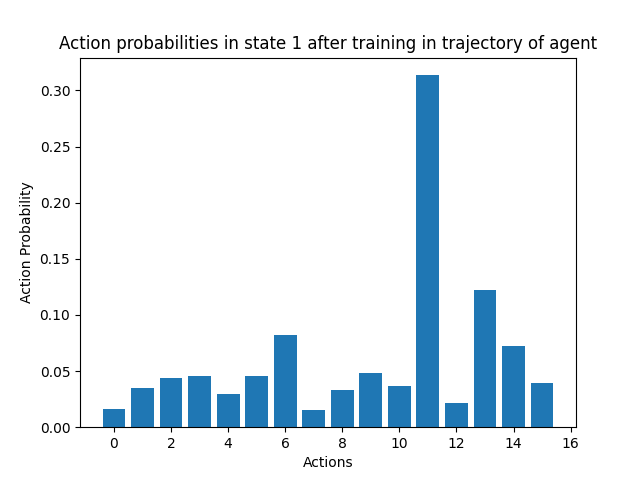 Action probabilities in state 1 after training in trajectory of agent
0.30
0.25
0.20
0.15
0.10
0.05
0.00
Action Probability
0 2 4 6 8 10 12 14 16
Actions